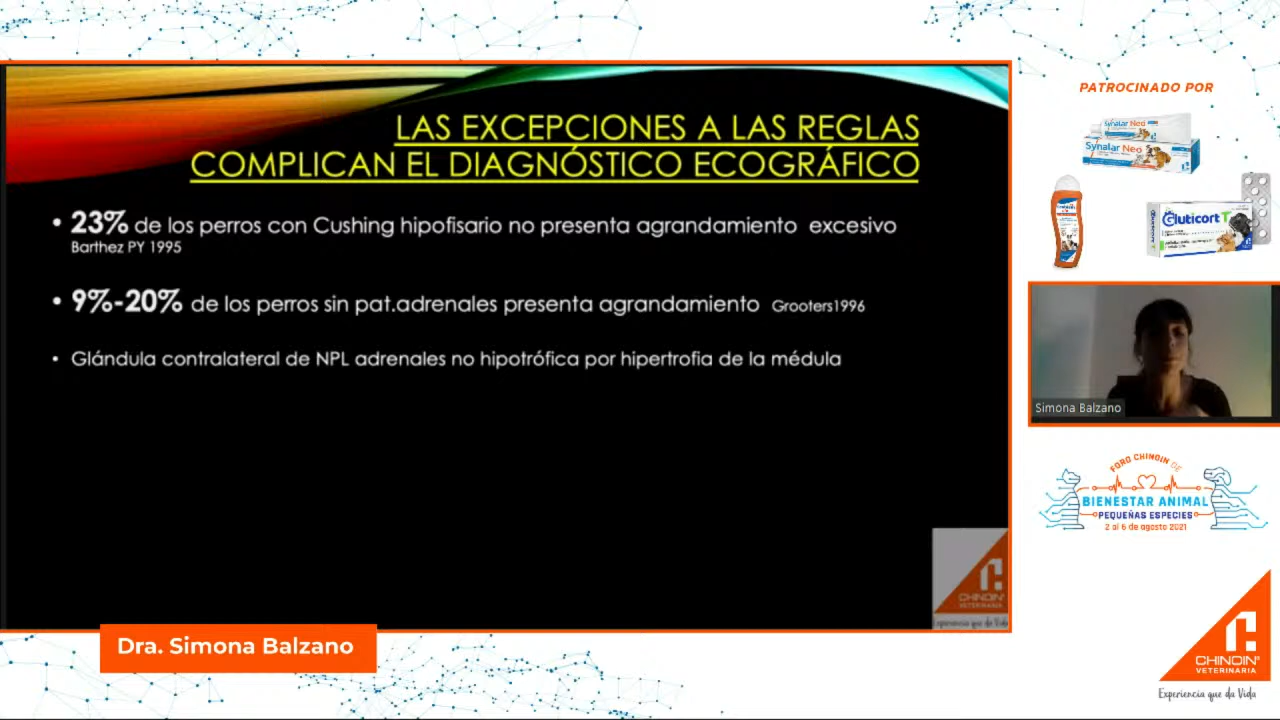 LAS EXCEPCIONES A LAS REGLAS
COMPLICAN EL DIAGNÓSTICO ECOGRÁFICO
• 23% de los perros con Cushing hipofisario no presenta agrandamiento excesivo
Barthez PY 1995
• 9%-20% de los perros sin pat.adrenales presenta agrandamiento Grooters1996
• Glándula contralateral de NPL adrenales no hipotrófica por hipertrofia de la médula
CHINOIN
VETERINARIA
Experiencia que da Vida
Dra. Simona Balzano
PATROCINADO POR
Synalar Neo
Synalar Neo
Gluticort
Simona Balzano
FORO CHINOIN DE
BIENESTAR ANIMAL
PEQUEÑAS ESPECIES
2 al 6 de agosto 2021
CHINOIN
VETERINARIA
Experiencia que da Vida